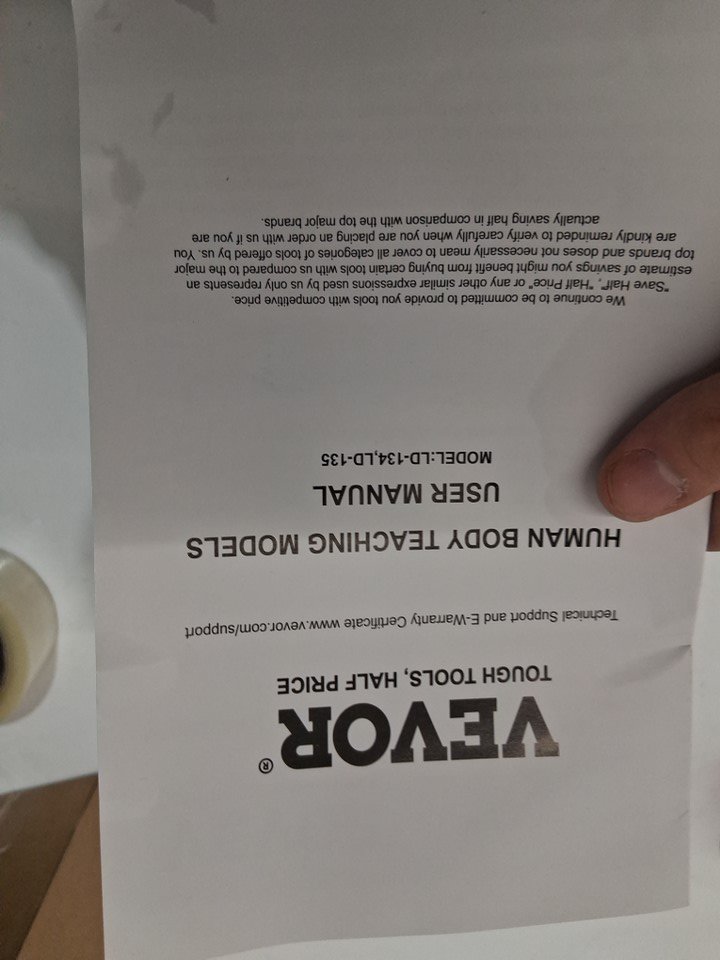 VEVOR®
TOUGH TOOLS, HALF PRICE
Technical Support and E-Warranty Certificate www.vevor.com/support
HUMAN BODY TEACHING MODELS
USER MANUAL
MODEL:LD-134,LD-135
We continue to be committed to provide you tools with competitive price.
"Save Half", "Half Price" or any other similar expressions used by us only represents an
estimate of savings you might benefit from buying certain tools with us compared to the major
top brands and doses not necessarily mean to cover all categories of tools offered by us. You
are kindly reminded to verify carefully when you are placing an order with us if you are
actually saving half in comparison with the top major brands.